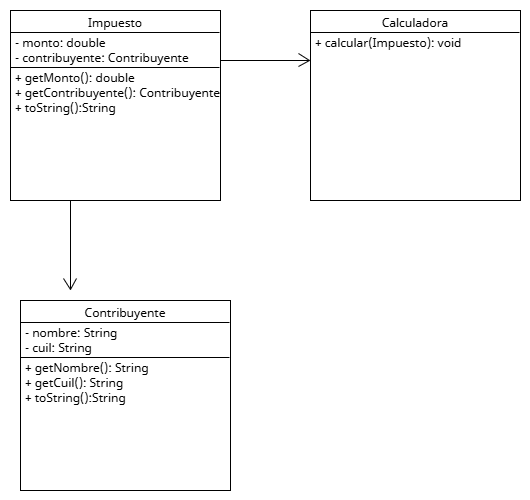 Impuesto
- monto: double
- contribuyente: Contribuyente
+ getMonto(): double
+ getContribuyente(): Contribuyente
+ toString():String
Calculadora
+ calcular(Impuesto): void
Contribuyente
- nombre: String
- cuil: String
+ getNombre(): String
+ getCuil(): String
+ toString():String